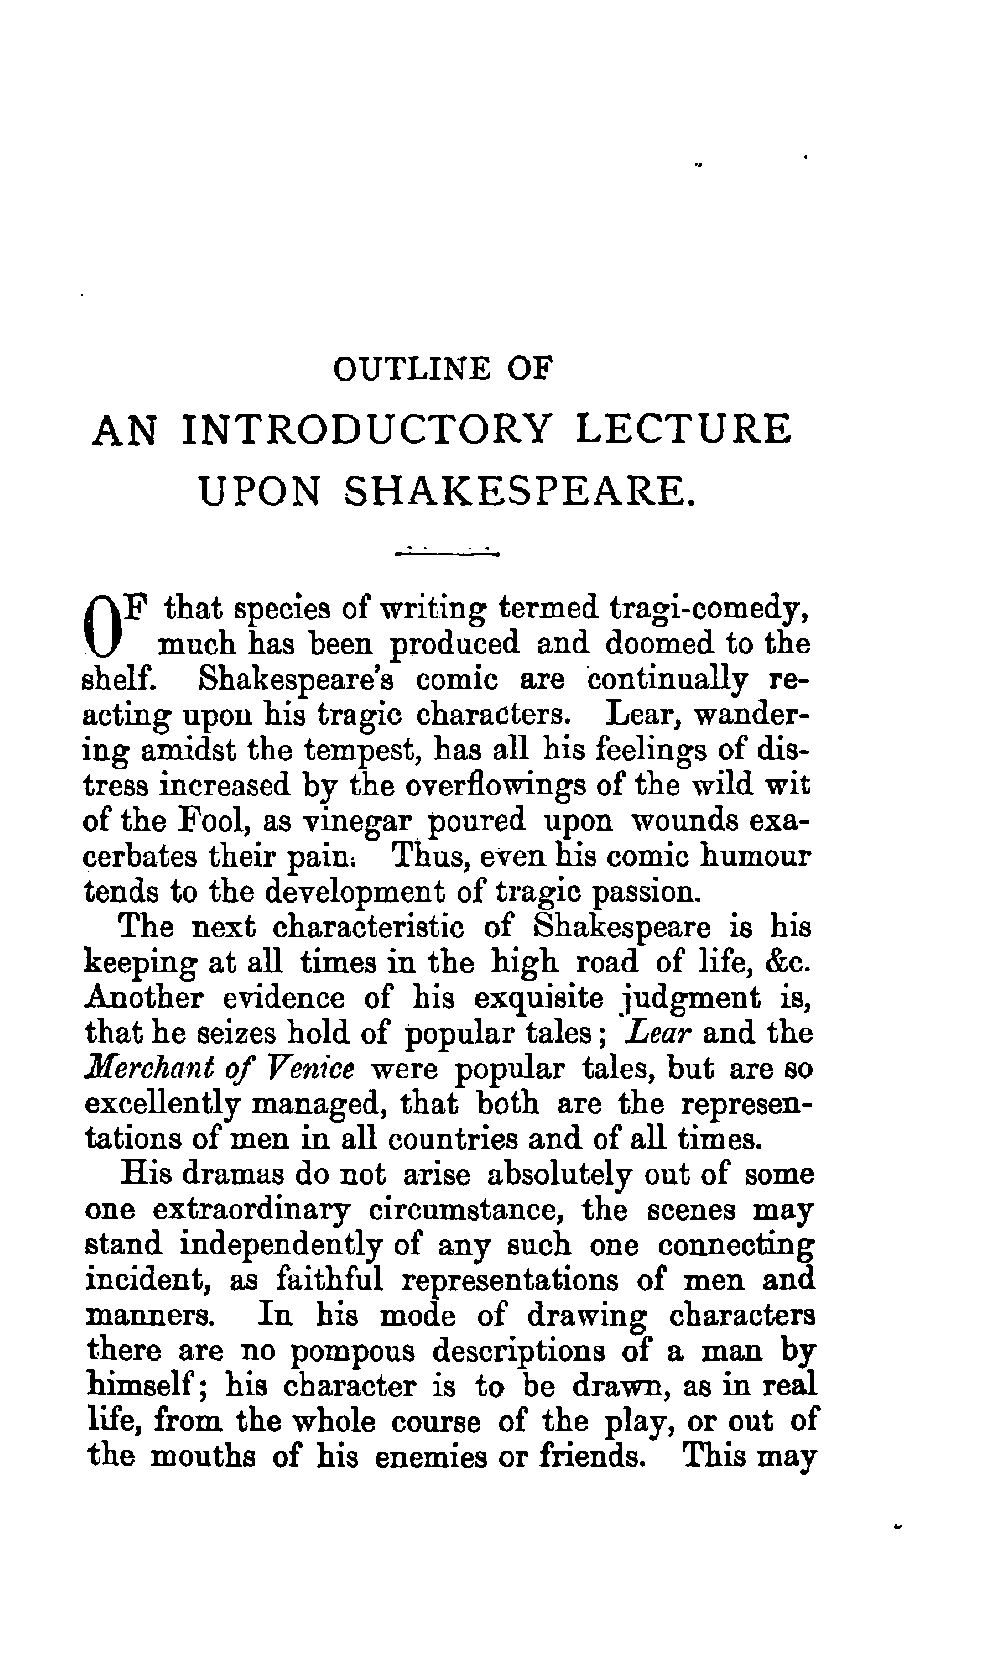 OUTLINE OF
AN INTRODUCTORY LECTURE
UPON SHAKESPEARE.
OF that species of writing termed tragi-comedy,
much has been produced and doomed to the
shelf. Shakespeare's comic are continually re-
acting upon his tragic characters. Lear, wander-
ing amidst the tempest, has all his feelings of dis-
tress increased by the overflowings of the wild wit
of the Fool, as vinegar poured upon wounds exa-
cerbates their pain. Thus, even his comic humour
tends to the development of tragic passion.
The next characteristic of Shakespeare is his
keeping at all times in the high road of life, &c.
Another evidence of his exquisite judgment is,
that he seizes hold of popular tales; Lear and the
Merchant of Venice were popular tales, but are so
excellently managed, that both are the represen-
tations of men in all countries and of all times.
His dramas do not arise absolutely out of some
one extraordinary circumstance, the scenes may
stand independently of any such one connecting
incident, as faithful representations of men and
manners. In his mode of drawing characters
there are no pompous descriptions of a man by
himself; his character is to be drawn, as in real
life, from the whole course of the play, or out of
the mouths of his enemies or friends. This may